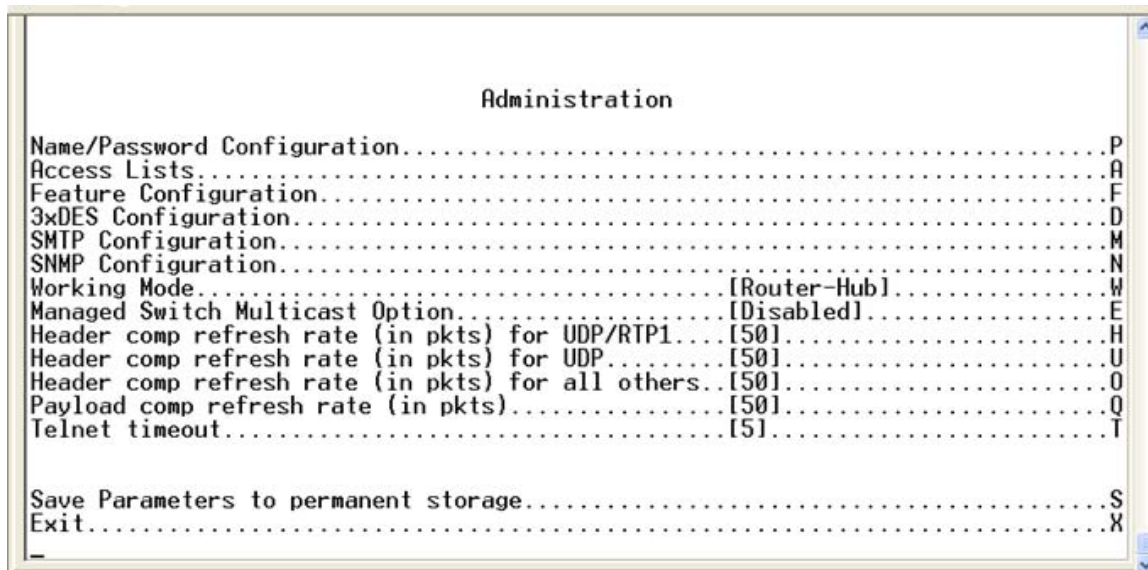 Administration
Name/Password Configuration....................................................P
Access Lists...................................................................A
Feature Configuration..........................................................F
3xDES Configuration............................................................D
SMTP Configuration.............................................................M
SNMP Configuration.............................................................N
Working Mode.......................................[Router-Hub]................W
Managed Switch Multicast Option....................[Disabled]..................E
Header comp refresh rate (in pkts) for UDP/RTP1....[50]........................H
Header comp refresh rate (in pkts) for UDP.........[50]........................U
Header comp refresh rate (in pkts) for all others..[50]........................O
Payload comp refresh rate (in pkts)................[50]........................Q
Telnet timeout.....................................[5].........................T
Save Parameters to permanent storage...........................................S
Exit...........................................................................X